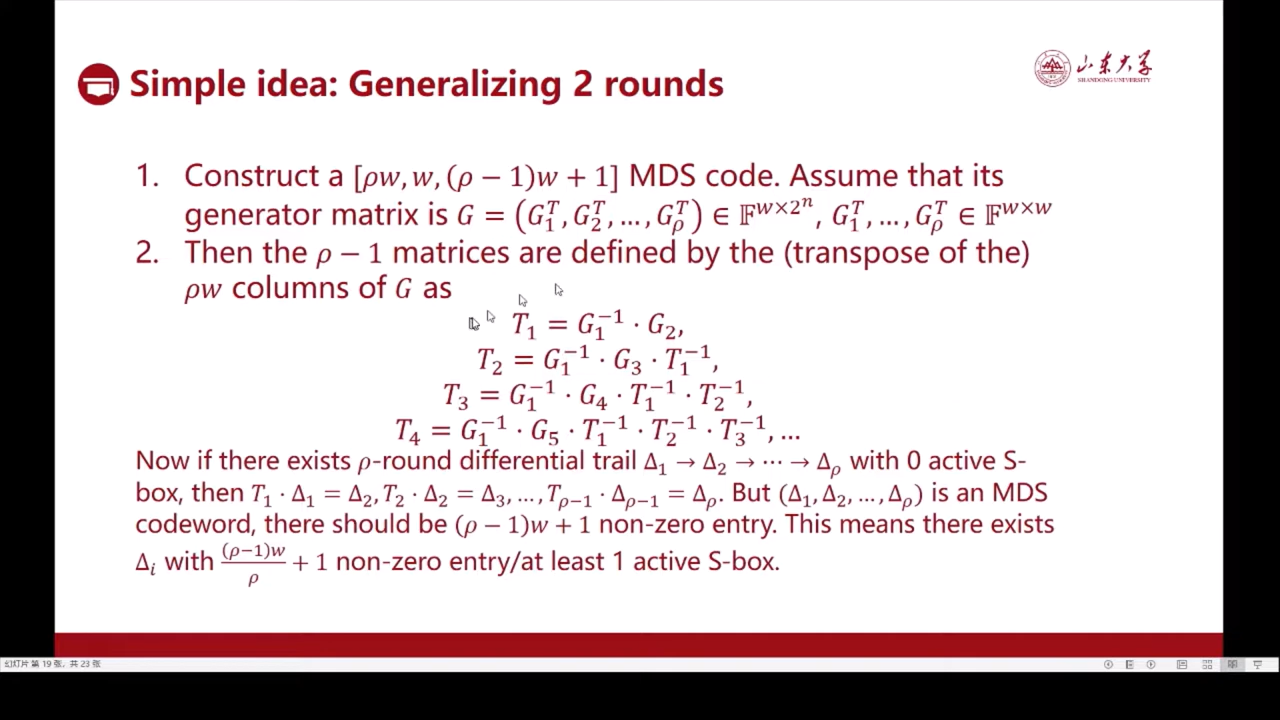 Simple idea: Generalizing 2 rounds
山东大学
SHANDONG UNIVERSITY
1. Construct a [ρw, w, (ρ − 1)w + 1] MDS code. Assume that its
generator matrix is G = (G₁ᵀ, G₂ᵀ, …, G_ρᵀ) ∈ 𝔽^{w×2ⁿ}, G₁ᵀ, …, G_ρᵀ ∈ 𝔽^{w×w}
2. Then the ρ − 1 matrices are defined by the (transpose of the)
ρw columns of G as
T₁ = G₁⁻¹ · G₂,
T₂ = G₁⁻¹ · G₃ · T₁⁻¹,
T₃ = G₁⁻¹ · G₄ · T₁⁻¹ · T₂⁻¹,
T₄ = G₁⁻¹ · G₅ · T₁⁻¹ · T₂⁻¹ · T₃⁻¹, …
Now if there exists ρ-round differential trail Δ₁ → Δ₂ → ⋯ → Δ_ρ with 0 active S-
box, then T₁ · Δ₁ = Δ₂, T₂ · Δ₂ = Δ₃, …, T_{ρ−1} · Δ_{ρ−1} = Δ_ρ. But (Δ₁, Δ₂, …, Δ_ρ) is an MDS
codeword, there should be (ρ − 1)w + 1 non-zero entry. This means there exists
Δᵢ with (ρ−1)w/ρ + 1 non-zero entry/at least 1 active S-box.
幻灯片 第 19 张，共 23 张